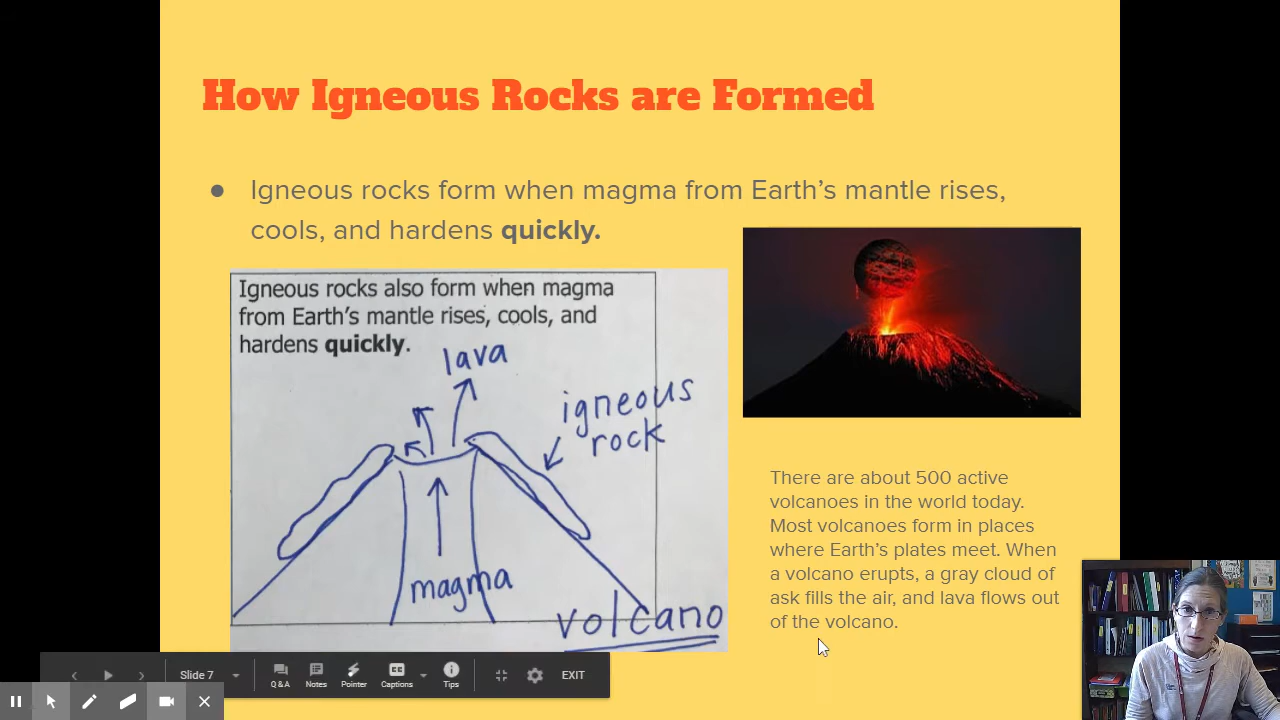 How Igneous Rocks are Formed
● Igneous rocks form when magma from Earth's mantle rises,
cools, and hardens quickly.
Igneous rocks also form when magma
from Earth's mantle rises, cools, and
hardens quickly.
lava
igneous
rock
magma
volcano
There are about 500 active
volcanoes in the world today.
Most volcanoes form in places
where Earth's plates meet. When
a volcano erupts, a gray cloud of
ask fills the air, and lava flows out
of the volcano.
Slide 7
Q & A
Notes
Pointer
CC
Captions
Tips
EXIT